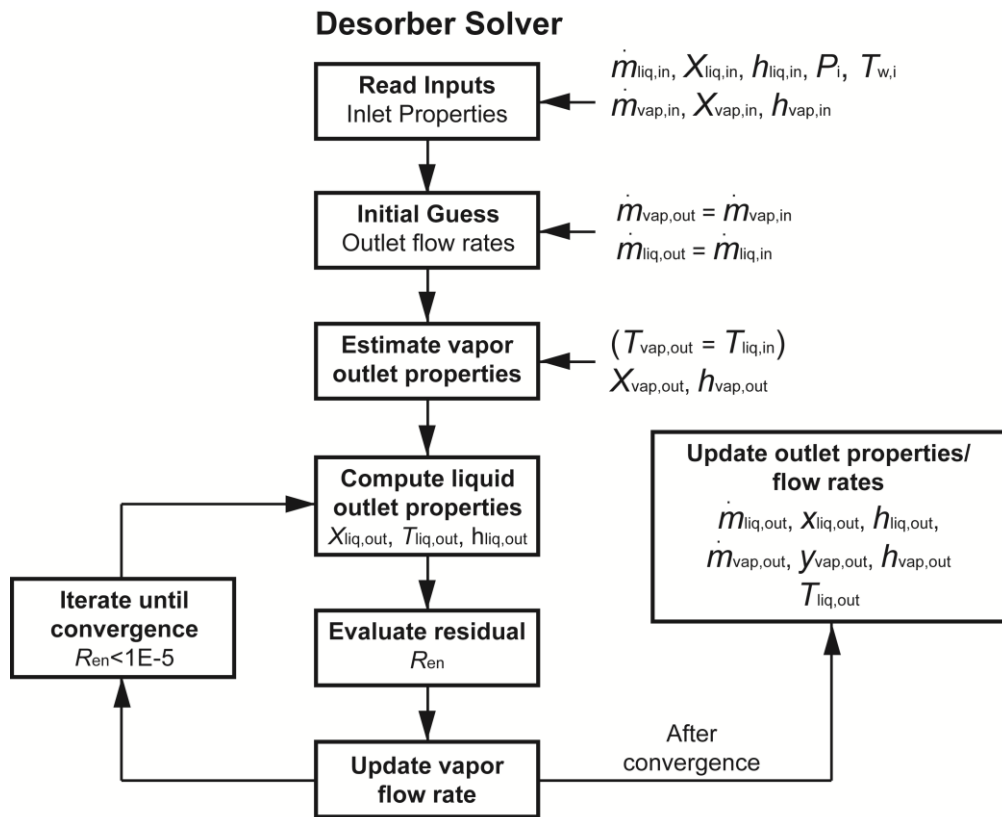 Desorber Solver
Read Inputs
Inlet Properties
ṁliq,in, Xliq,in, hliq,in, Pi, Tw,i
ṁvap,in, Xvap,in, hvap,in
Initial Guess
Outlet flow rates
ṁvap,out = ṁvap,in
ṁliq,out = ṁliq,in
Estimate vapor
outlet properties
(Tvap,out = Tliq,in)
Xvap,out, hvap,out
Compute liquid
outlet properties
Xliq,out, Tliq,out, hliq,out
Update outlet properties/
flow rates
ṁliq,out, xliq,out, hliq,out,
ṁvap,out, yvap,out, hvap,out
Tliq,out
Iterate until
convergence
Ren<1E-5
Evaluate residual
Ren
Update vapor
flow rate
After
convergence